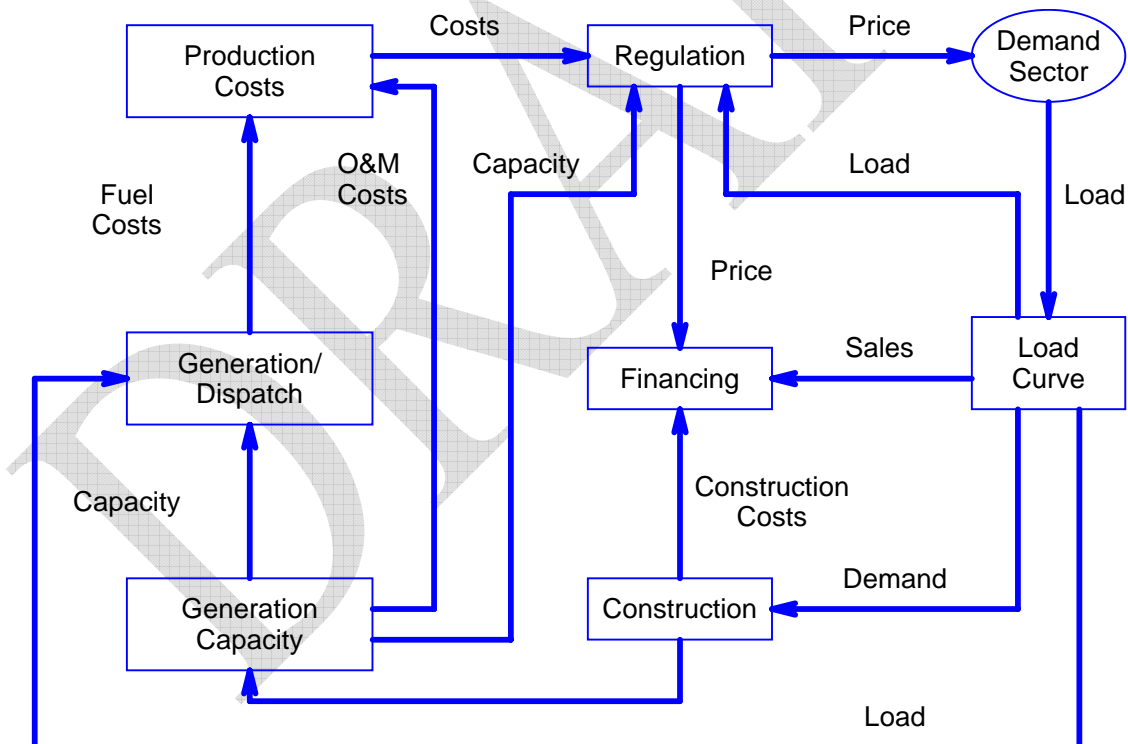 Costs
Price
Production
Costs
Regulation
Demand
Sector
Fuel
Costs
O&M
Costs
Capacity
Load
Load
Price
Generation/
Dispatch
Financing
Sales
Load
Curve
Capacity
Construction
Costs
Generation
Capacity
Construction
Demand
Load
DRAF